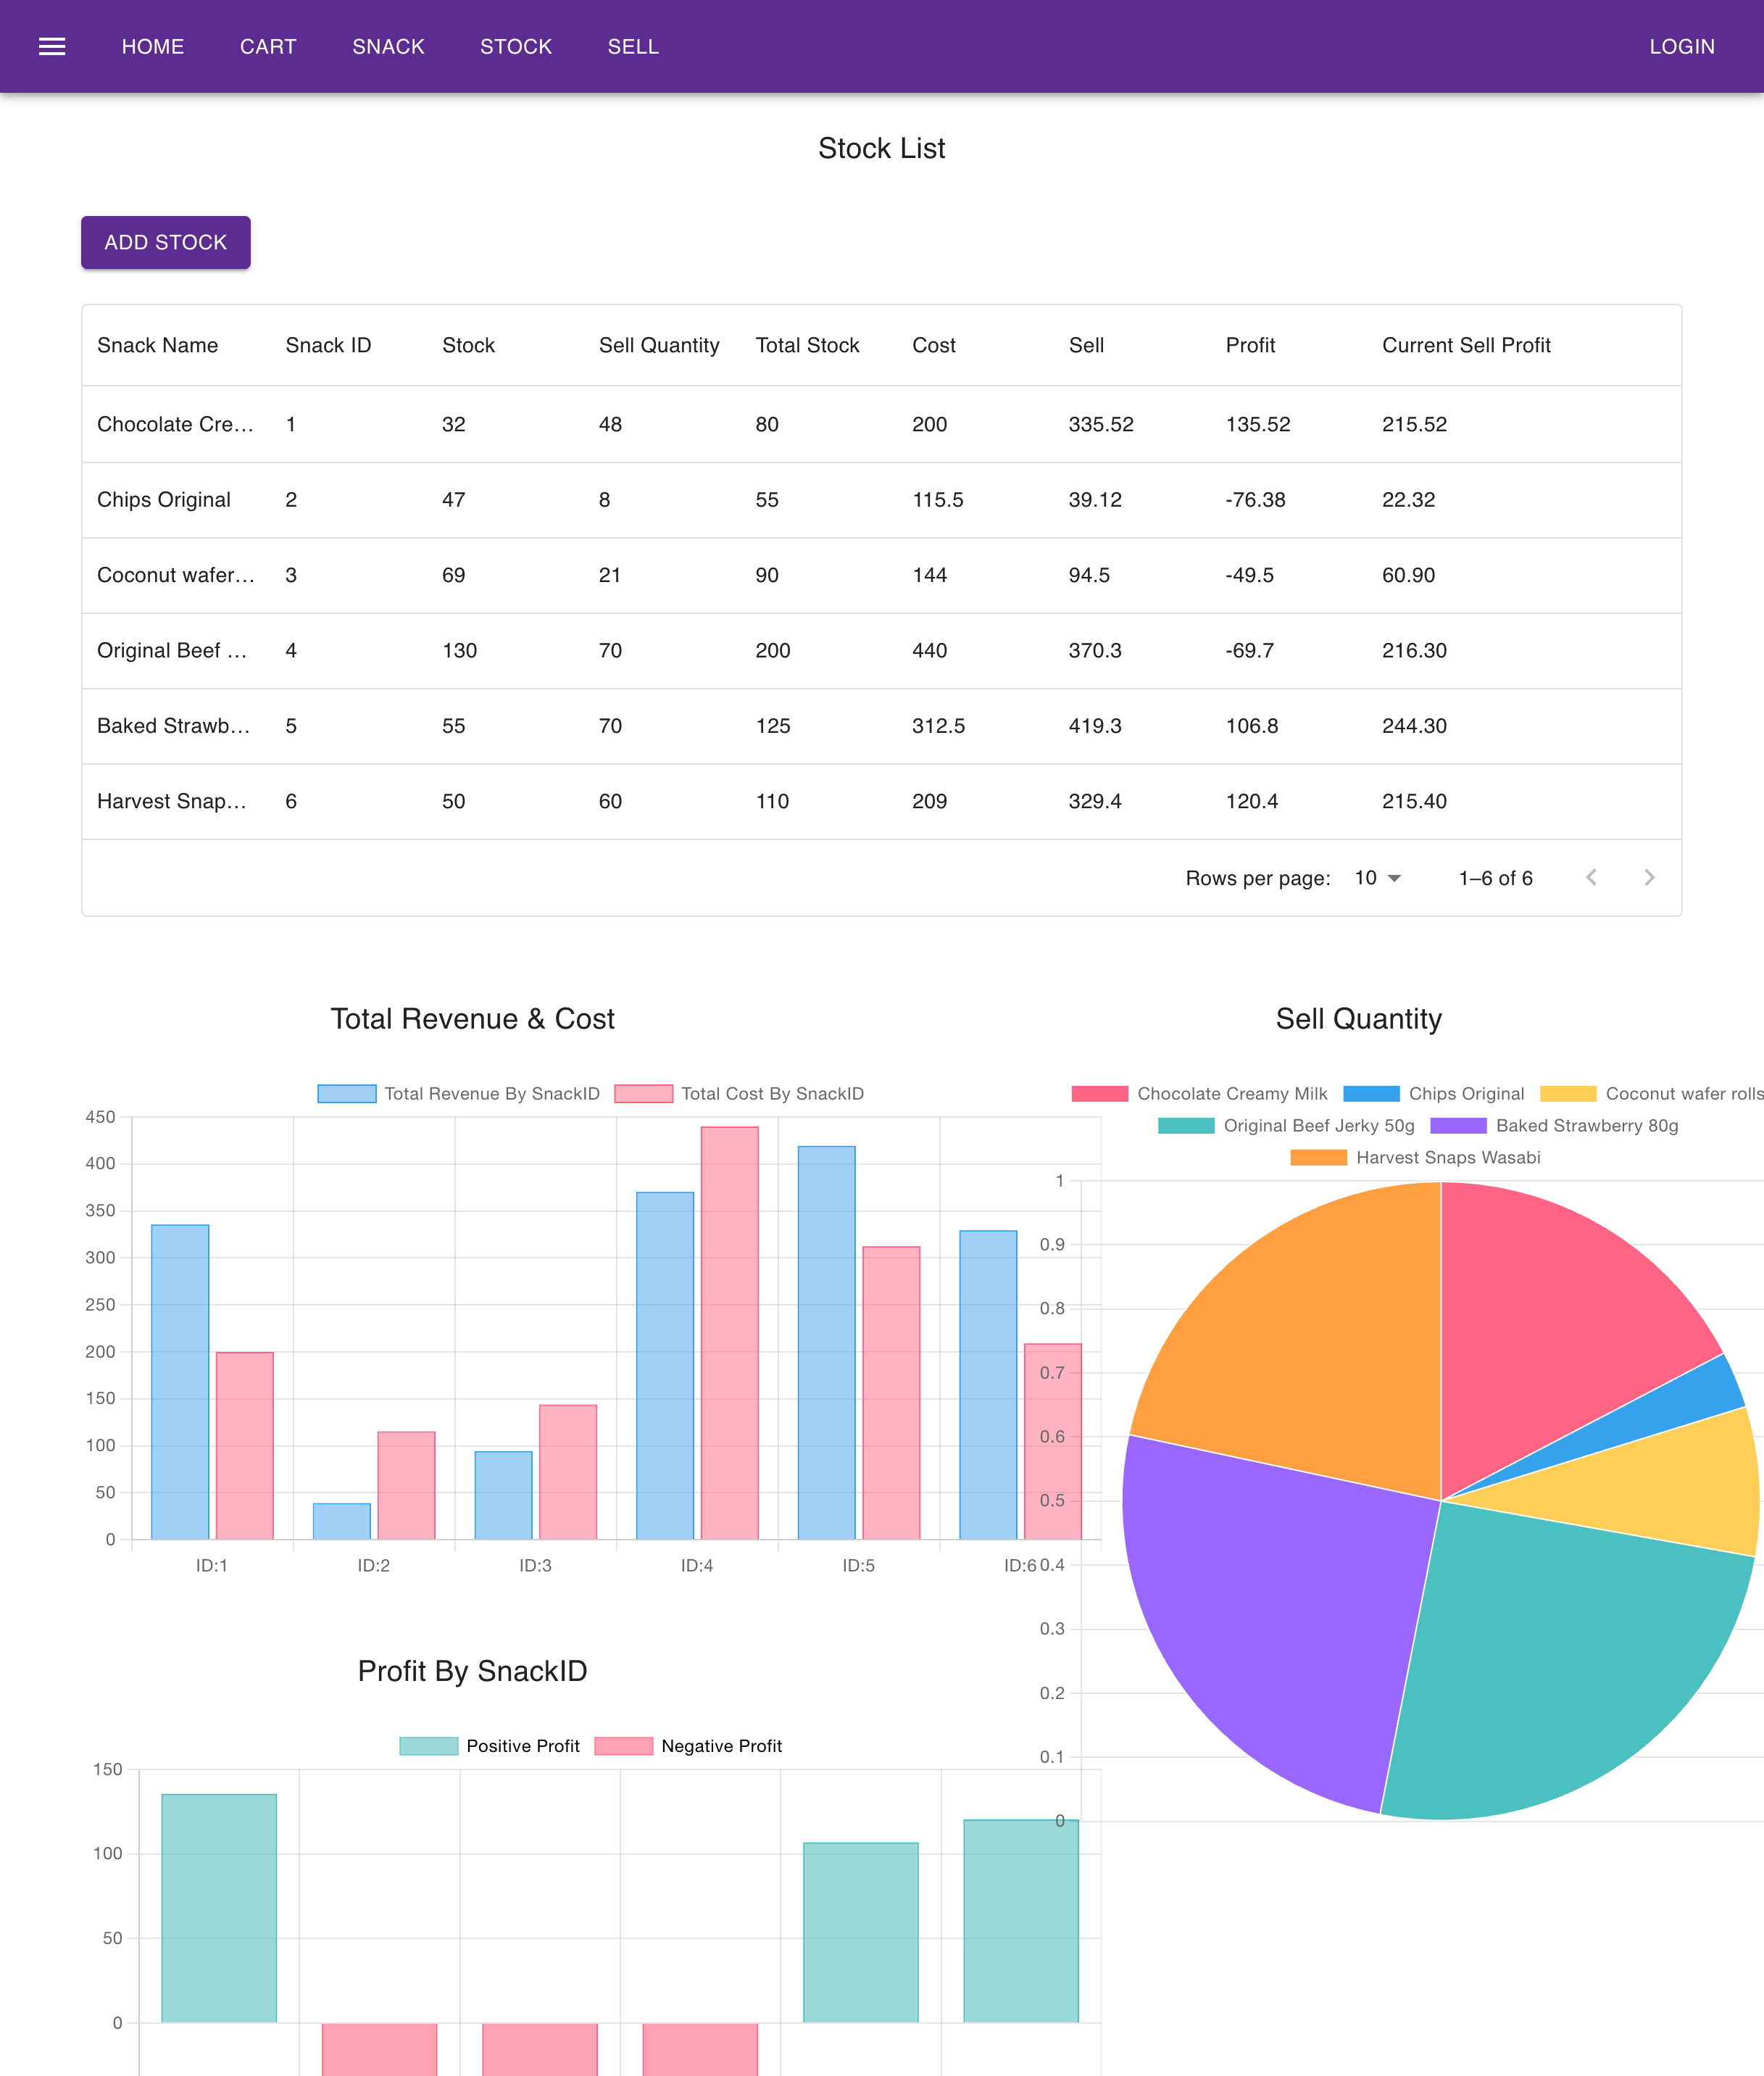 HOME CART SNACK STOCK SELL LOGIN
Stock List
ADD STOCK
Snack Name Snack ID Stock Sell Quantity Total Stock Cost Sell Profit Current Sell Profit
Chocolate Cre... 1 32 48 80 200 335.52 135.52 215.52
Chips Original 2 47 8 55 115.5 39.12 -76.38 22.32
Coconut wafer... 3 69 21 90 144 94.5 -49.5 60.90
Original Beef ... 4 130 70 200 440 370.3 -69.7 216.30
Baked Strawb... 5 55 70 125 312.5 419.3 106.8 244.30
Harvest Snap... 6 50 60 110 209 329.4 120.4 215.40
Rows per page: 10 1–6 of 6
Total Revenue & Cost
Total Revenue By SnackID Total Cost By SnackID
450
400
350
300
250
200
150
100
50
0
ID:1 ID:2 ID:3 ID:4 ID:5 ID:6
Sell Quantity
Chocolate Creamy Milk Chips Original Coconut wafer rolls
Original Beef Jerky 50g Baked Strawberry 80g
Harvest Snaps Wasabi
1
0.9
0.8
0.7
0.6
0.5
0.4
0.3
0.2
0.1
0
Profit By SnackID
Positive Profit Negative Profit
150
100
50
0